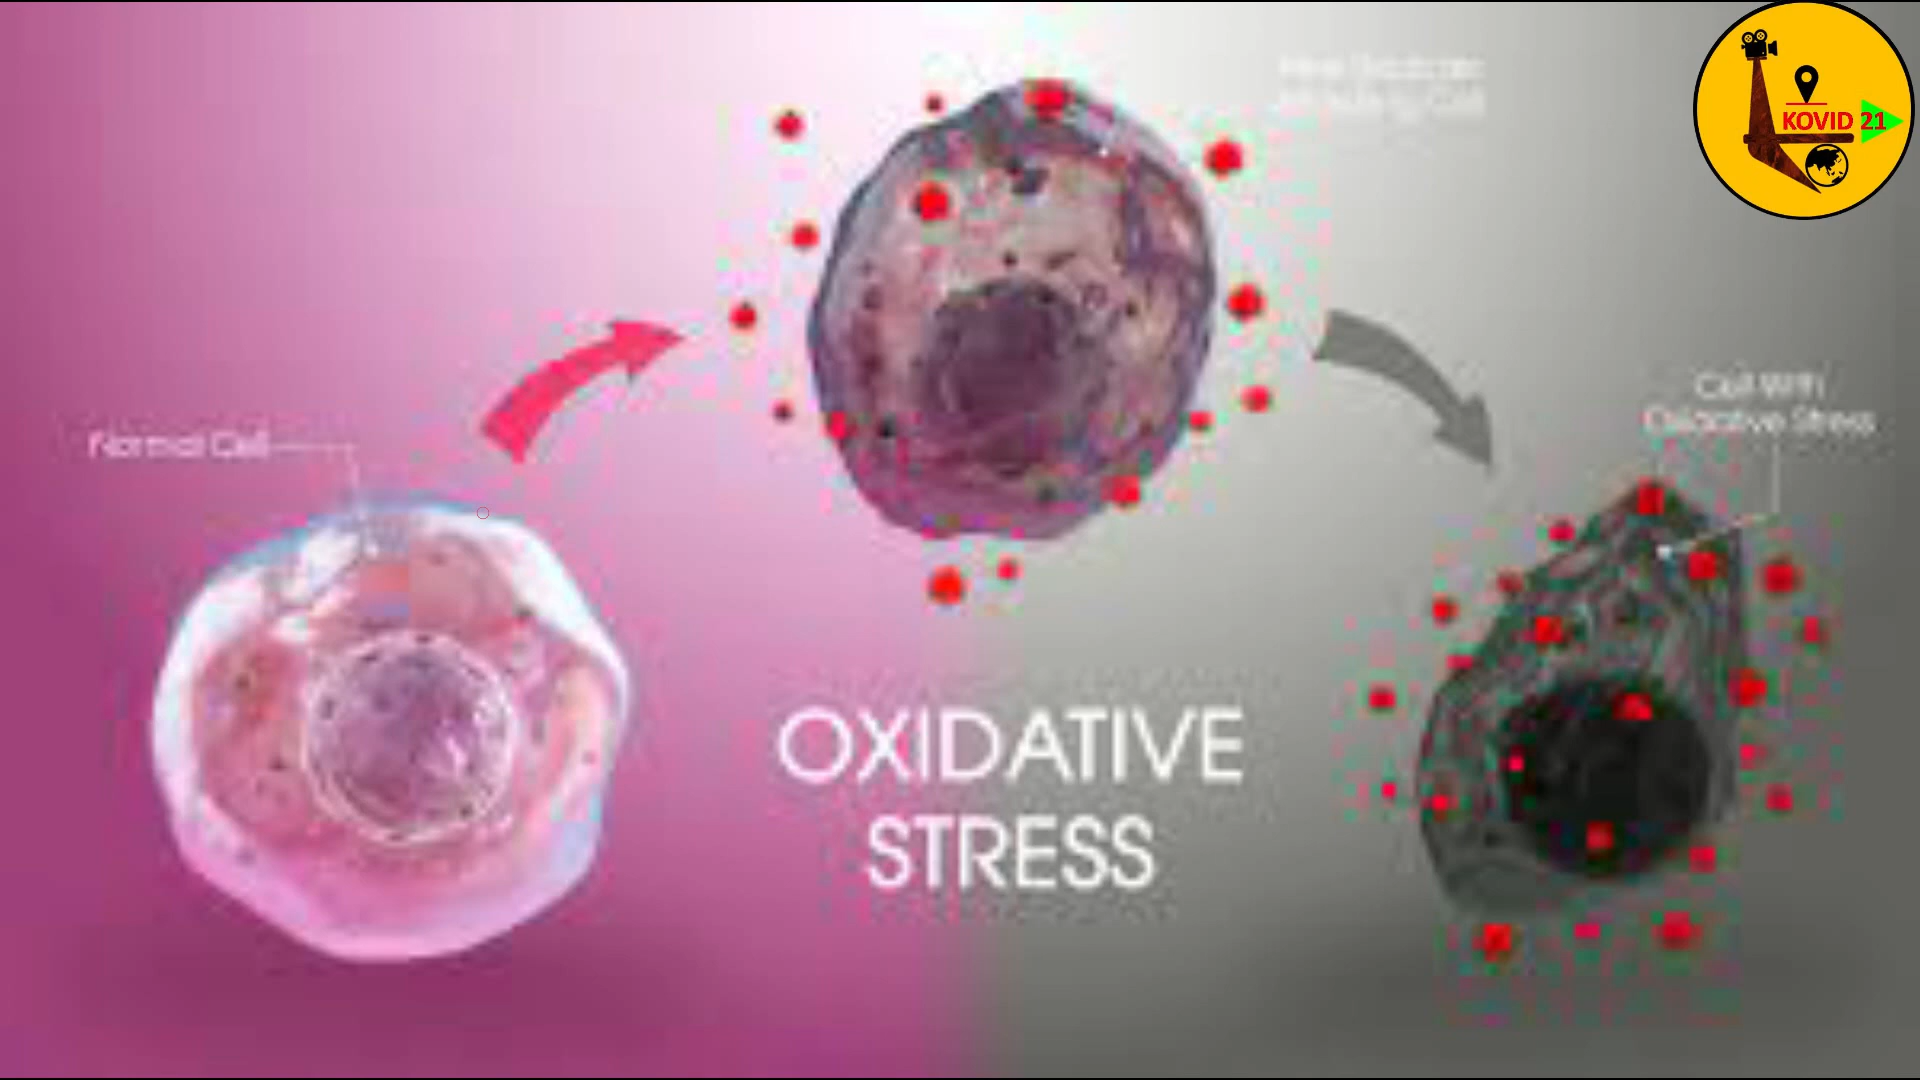 Normal Cell
Cell With
Oxidative Stress
OXIDATIVE
STRESS
KOVID 21